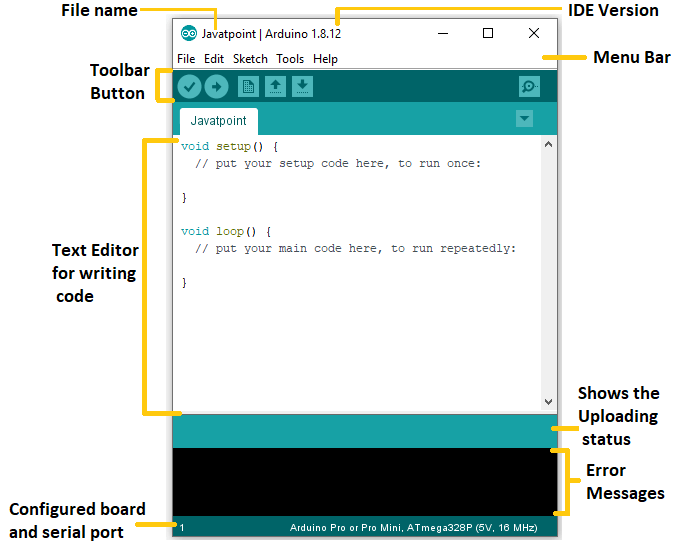 File name
IDE Version
Javatpoint | Arduino 1.8.12
File Edit Sketch Tools Help
Menu Bar
Toolbar
Button
Javatpoint
void setup() {
// put your setup code here, to run once:
}
void loop() {
// put your main code here, to run repeatedly:
}
Text Editor
for writing
code
Shows the
Uploading
status
Error
Messages
Configured board
and serial port
1
Arduino Pro or Pro Mini, ATmega328P (5V, 16 MHz)